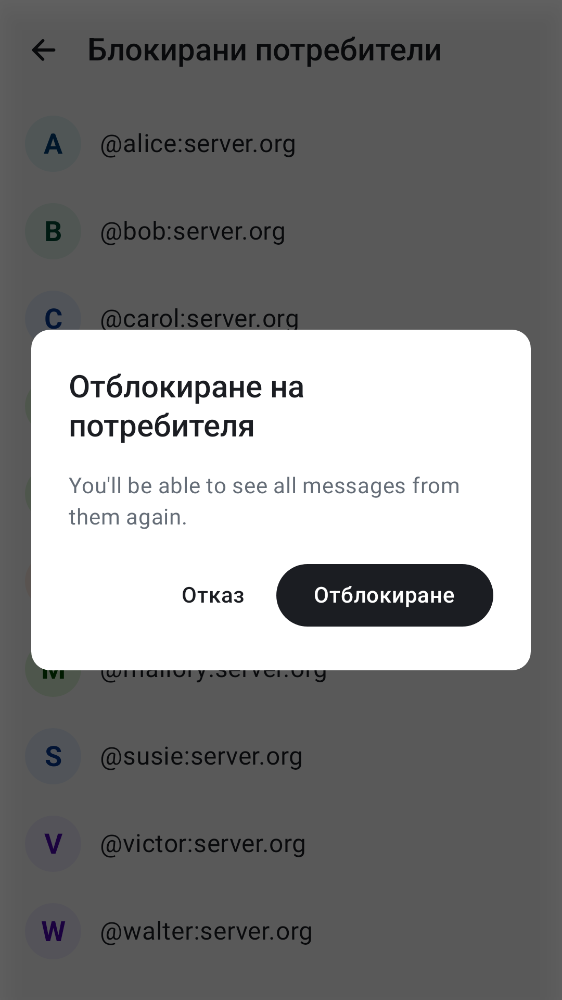 Блокирани потребители
A
@alice:server.org
B
@bob:server.org
C
@carol:server.org
Отблокиране на
потребителя
You'll be able to see all messages from
them again.
Отказ
Отблокиране
M
@mallory:server.org
S
@susie:server.org
V
@victor:server.org
W
@walter:server.org